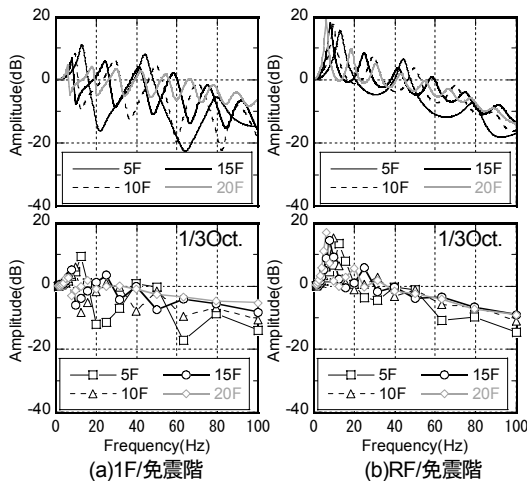 20
0
-20
-40
Amplitude(dB)
5F 15F
10F 20F
20
0
-20
-40
Amplitude(dB)
5F 15F
10F 20F
20
0
-20
-40
Amplitude(dB)
1/3Oct.
5F 15F
10F 20F
0 20 40 60 80 100
Frequency(Hz)
(a)1F/免震階
20
0
-20
-40
Amplitude(dB)
1/3Oct.
5F 15F
10F 20F
0 20 40 60 80 100
Frequency(Hz)
(b)RF/免震階